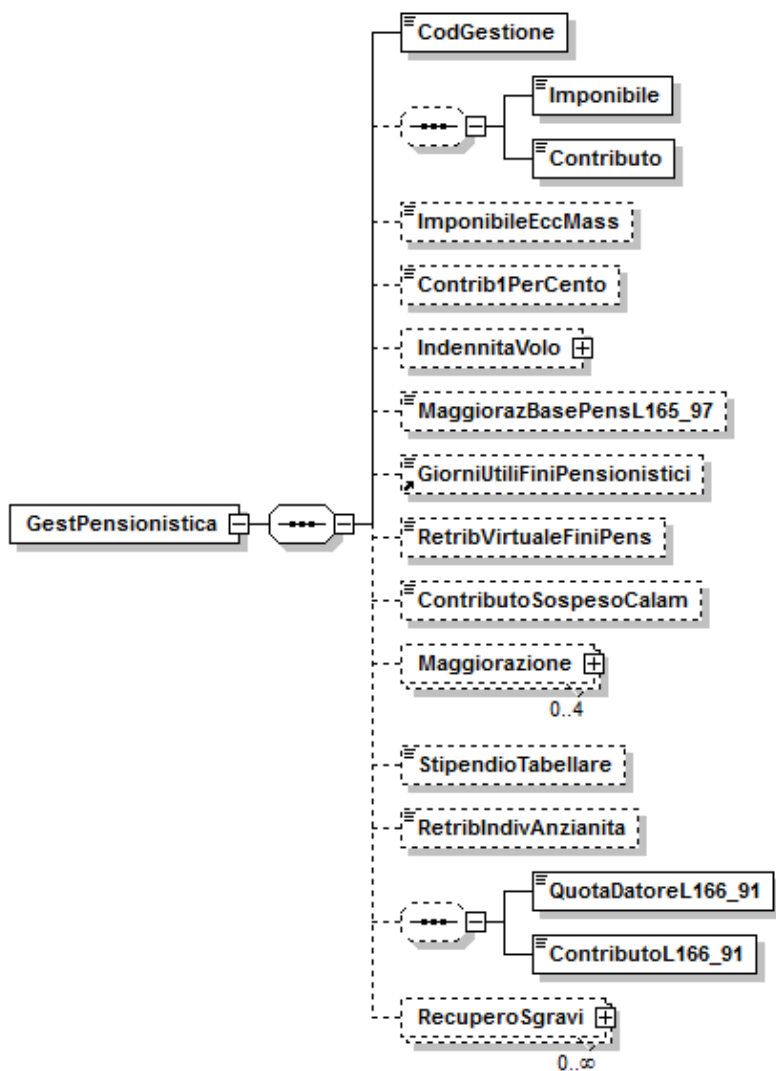 CodGestione
Imponibile
Contributo
ImponibileEccMass
Contrib1PerCento
IndennitaVolo
MaggiorazBasePensL165_97
GiorniUtiliFiniPensionistici
GestPensionistica
RetribVirtualeFiniPens
ContributoSospesoCalam
Maggiorazione
0..4
StipendioTabellare
RetribIndivAnzianita
QuotaDatoreL166_91
ContributoL166_91
RecuperoSgravi
0..∞